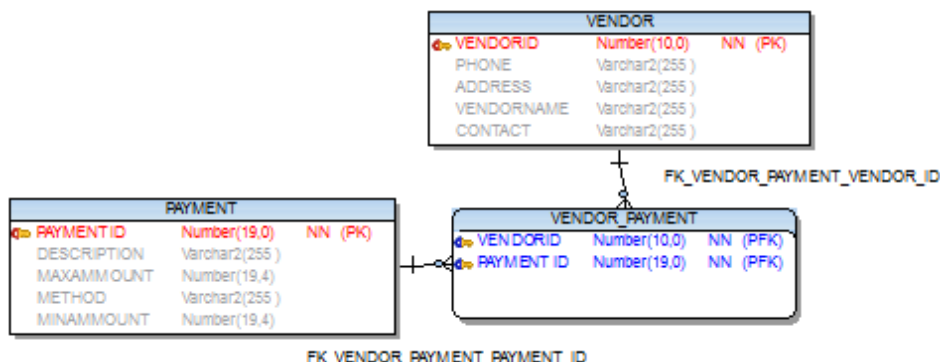 VENDOR
VENDORID Number(10,0) NN (PK)
PHONE Varchar2(255 )
ADDRESS Varchar2(255 )
VENDORNAME Varchar2(255 )
CONTACT Varchar2(255 )
FK_VENDOR_PAYMENT_VENDOR_ID
PAYMENT
PAYMENT ID Number(19,0) NN (PK)
DESCRIPTION Varchar2(255 )
MAXAMMOUNT Number(19,4)
METHOD Varchar2(255 )
MINAMMOUNT Number(19,4)
VENDOR_PAYMENT
VENDORID Number(10,0) NN (PFK)
PAYMENT ID Number(19,0) NN (PFK)
FK_VENDOR_PAYMENT_PAYMENT_ID